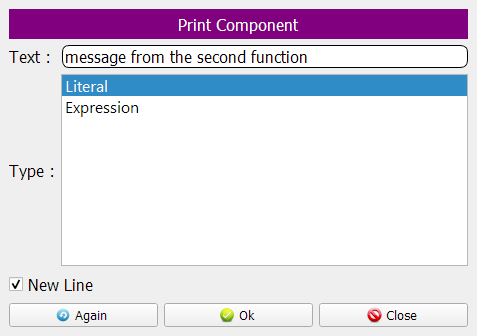 Print Component
Text : message from the second function
Literal
Expression
Type :
New Line
Again Ok Close